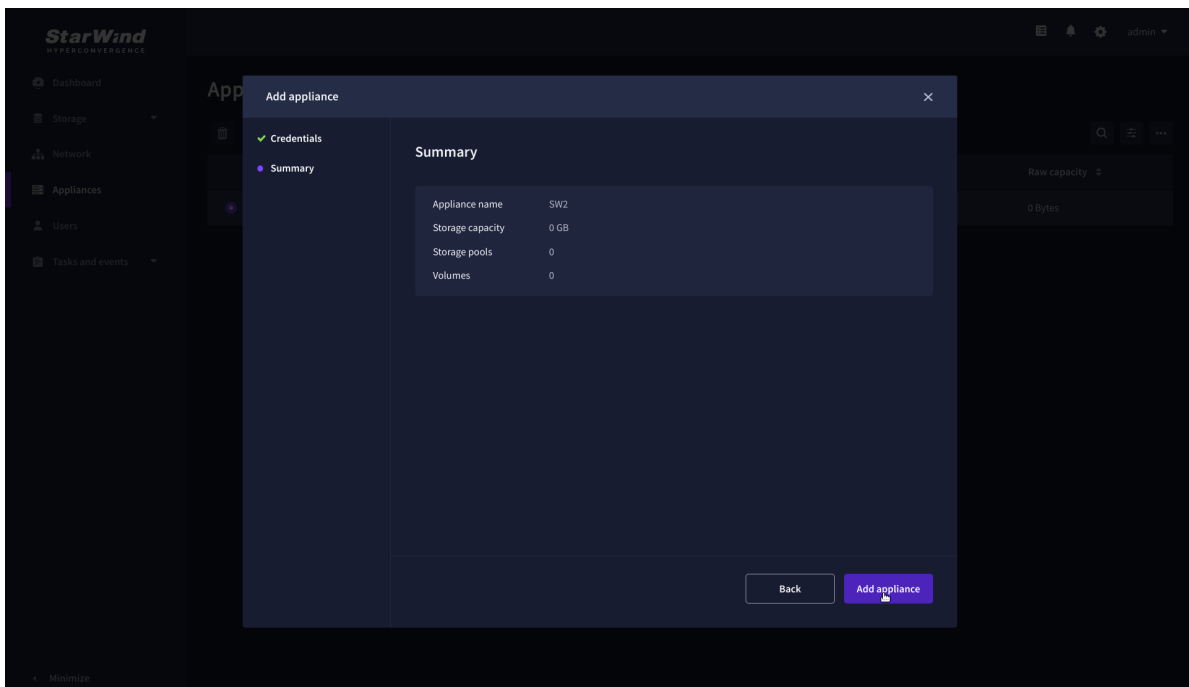 StarWind
HYPERCONVERGENCE
admin
Dashboard
Storage
Network
Appliances
Users
Tasks and events
Minimize
App
Raw capacity
0 Bytes
Add appliance
Credentials
Summary
Summary
Appliance name SW2
Storage capacity 0 GB
Storage pools 0
Volumes 0
Back
Add appliance